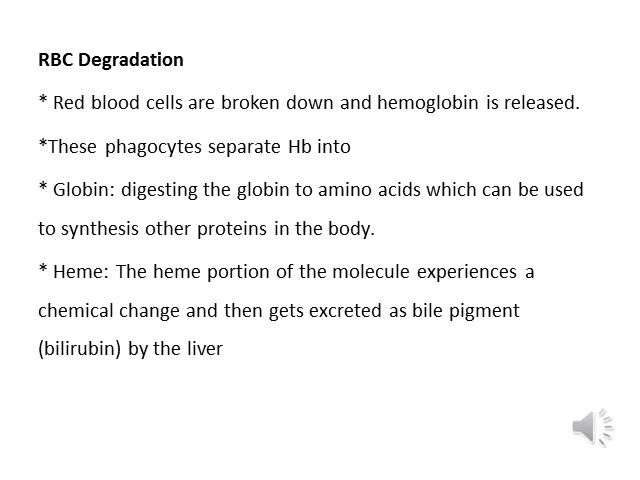 RBC Degradation
* Red blood cells are broken down and hemoglobin is released.
*These phagocytes separate Hb into
* Globin: digesting the globin to amino acids which can be used
to synthesis other proteins in the body.
* Heme: The heme portion of the molecule experiences a
chemical change and then gets excreted as bile pigment
(bilirubin) by the liver